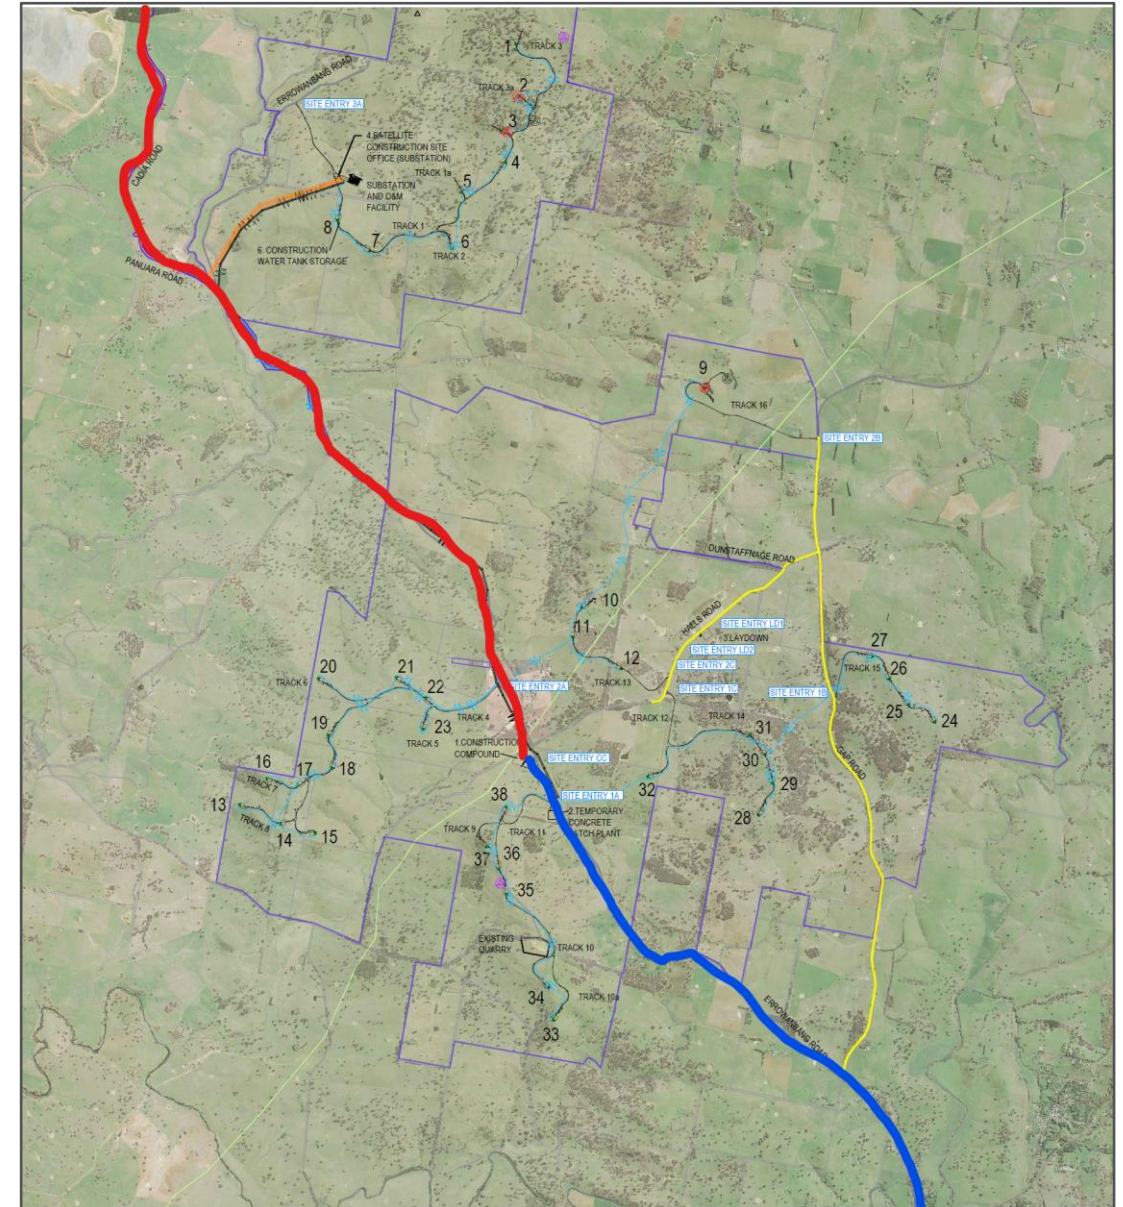 1
TRACK 3
2
TRACK 3a
ERROWANBANG ROAD
SITE ENTRY 3A
3
4.SATELLITE
CONSTRUCTION SITE
OFFICE (SUBSTATION)
4
CADIA ROAD
TRACK 1a
5
SUBSTATION
AND O&M
FACILITY
8
TRACK 1
7
6
TRACK 2
6. CONSTRUCTION
WATER TANK STORAGE
PANUARA ROAD
9
TRACK 16
SITE ENTRY 2B
DUNSTAFFNAGE ROAD
10
HALLS ROAD
SITE ENTRY LD1
11
3.LAYDOWN
SITE ENTRY LD2
27
12
SITE ENTRY 2C
20
21
TRACK 15
26
TRACK 6
TRACK 13
SITE ENTRY 2A
SITE ENTRY 1C
SITE ENTRY 1B
22
25
24
TRACK 4
TRACK 12
23
TRACK 14
31
19
TRACK 5
1.CONSTRUCTION
COMPOUND
SITE ENTRY CC
GAP ROAD
30
16
17
18
29
TRACK 7
32
13
38
SITE ENTRY 1A
28
TRACK 8
2.TEMPORARY
CONCRETE
BATCH PLANT
14
15
TRACK 9
TRACK 11
37
36
35
EXISTING
QUARRY
TRACK 10
34
TRACK 10a
33
ERROWANBANG ROAD